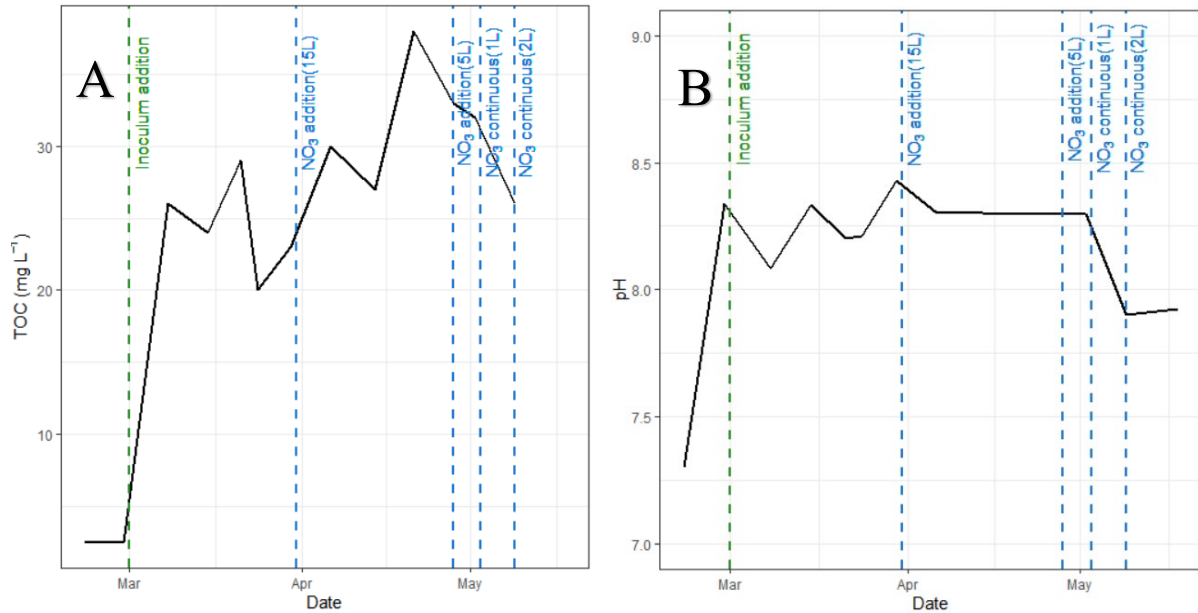 A
TOC (mg L⁻¹)
30
20
10
Inoculum addition
NO₃ addition(15L)
NO₃ addition(5L)
NO₃ continuous(1L)
NO₃ continuous(2L)
Mar
Apr
May
Date
B
pH
9.0
8.5
8.0
7.5
7.0
Inoculum addition
NO₃ addition(15L)
NO₃ addition(5L)
NO₃ continuous(1L)
NO₃ continuous(2L)
Mar
Apr
May
Date